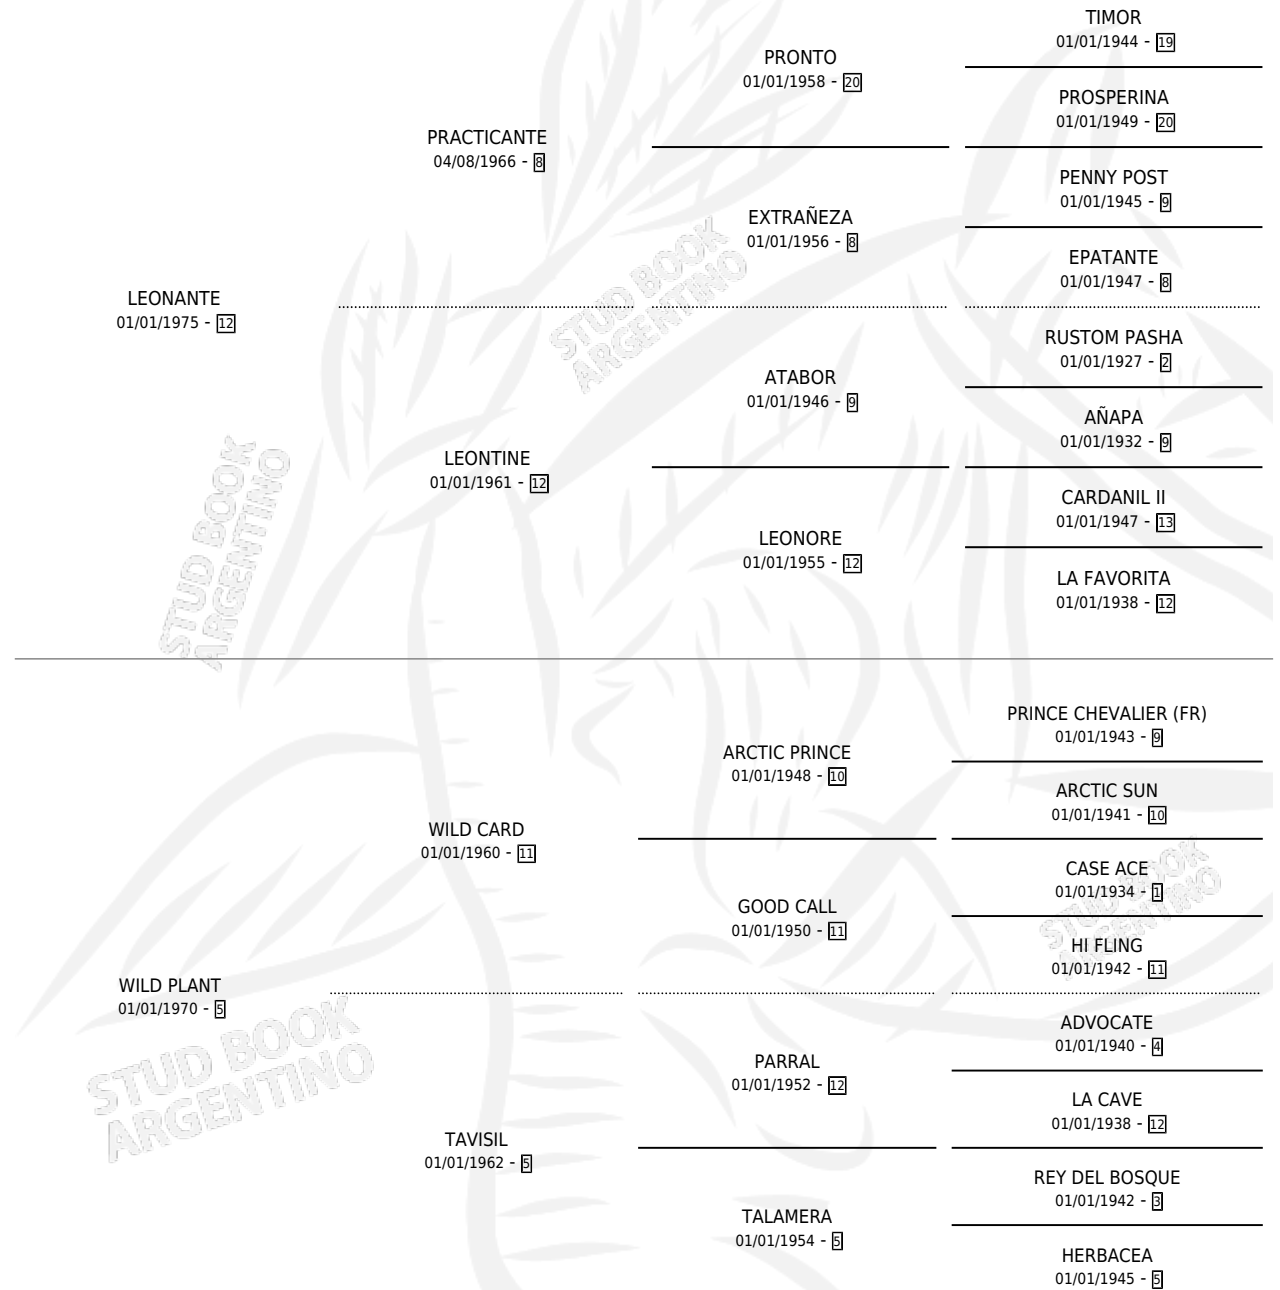 TIMOR
01/01/1944 - 19
PRONTO
01/01/1958 - 20
PROSPERINA
01/01/1949 - 20
PRACTICANTE
04/08/1966 - 8
PENNY POST
01/01/1945 - 9
EXTRAÑEZA
01/01/1956 - 8
EPATANTE
01/01/1947 - 8
LEONANTE
01/01/1975 - 12
RUSTOM PASHA
01/01/1927 - 2
ATABOR
01/01/1946 - 9
AÑAPA
01/01/1932 - 9
LEONTINE
01/01/1961 - 12
CARDANIL II
01/01/1947 - 13
LEONORE
01/01/1955 - 12
LA FAVORITA
01/01/1938 - 12
STUD BOOK
ARGENTINO
STUD BOOK
ARGENTINO
PRINCE CHEVALIER (FR)
01/01/1943 - 9
ARCTIC PRINCE
01/01/1948 - 10
ARCTIC SUN
01/01/1941 - 10
WILD CARD
01/01/1960 - 11
CASE ACE
01/01/1934 - 1
GOOD CALL
01/01/1950 - 11
HI FLING
01/01/1942 - 11
STUD BOOK
ARGENTINO
WILD PLANT
01/01/1970 - 5
ADVOCATE
01/01/1940 - 4
PARRAL
01/01/1952 - 12
LA CAVE
01/01/1938 - 12
STUD BOOK
ARGENTINO
TAVISIL
01/01/1962 - 5
REY DEL BOSQUE
01/01/1942 - 3
TALAMERA
01/01/1954 - 5
HERBACEA
01/01/1945 - 5